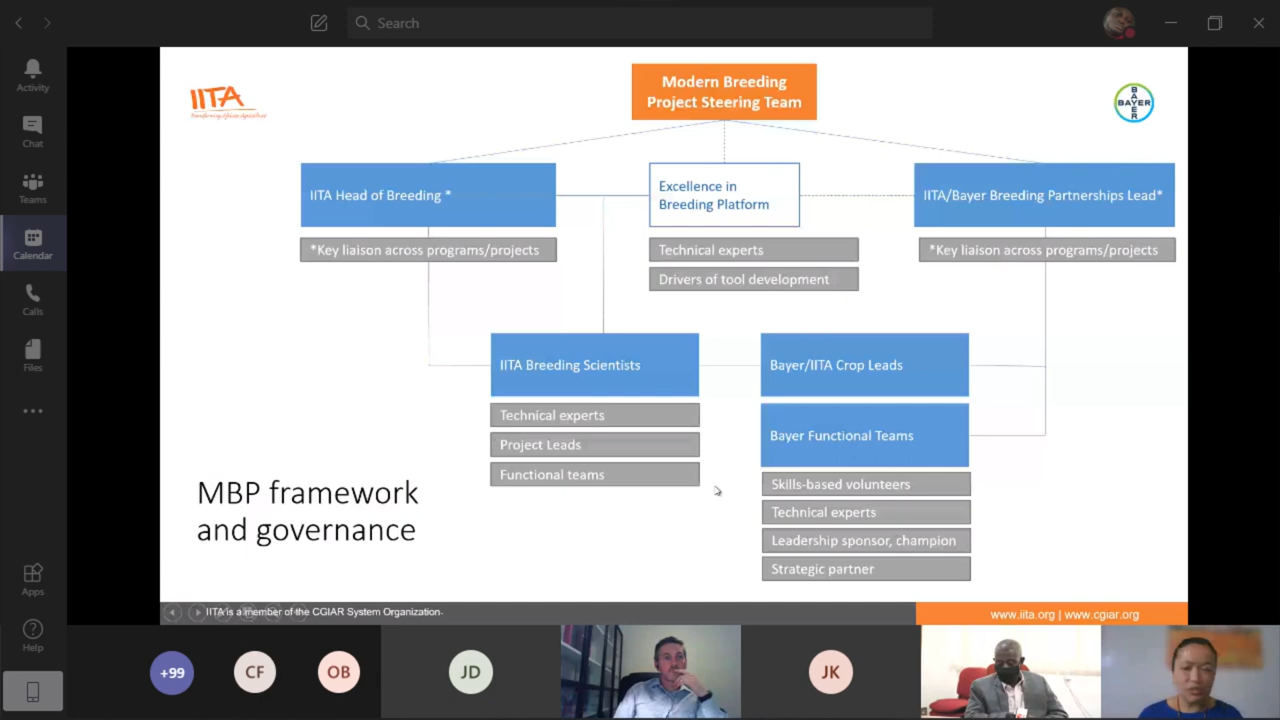 Search
Activity
Chat
Teams
Calendar
Calls
Files
Apps
Help
IITA
Transforming African Agriculture
BAYER
BAYER
Modern Breeding
Project Steering Team
IITA Head of Breeding *
Excellence in
Breeding Platform
IITA/Bayer Breeding Partnerships Lead*
*Key liaison across programs/projects
Technical experts
Drivers of tool development
*Key liaison across programs/projects
IITA Breeding Scientists
Technical experts
Project Leads
Functional teams
Bayer/IITA Crop Leads
Bayer Functional Teams
Skills-based volunteers
Technical experts
Leadership sponsor, champion
Strategic partner
MBP framework
and governance
IITA is a member of the CGIAR System Organization.
www.iita.org | www.cgiar.org
+99
CF
OB
JD
JK